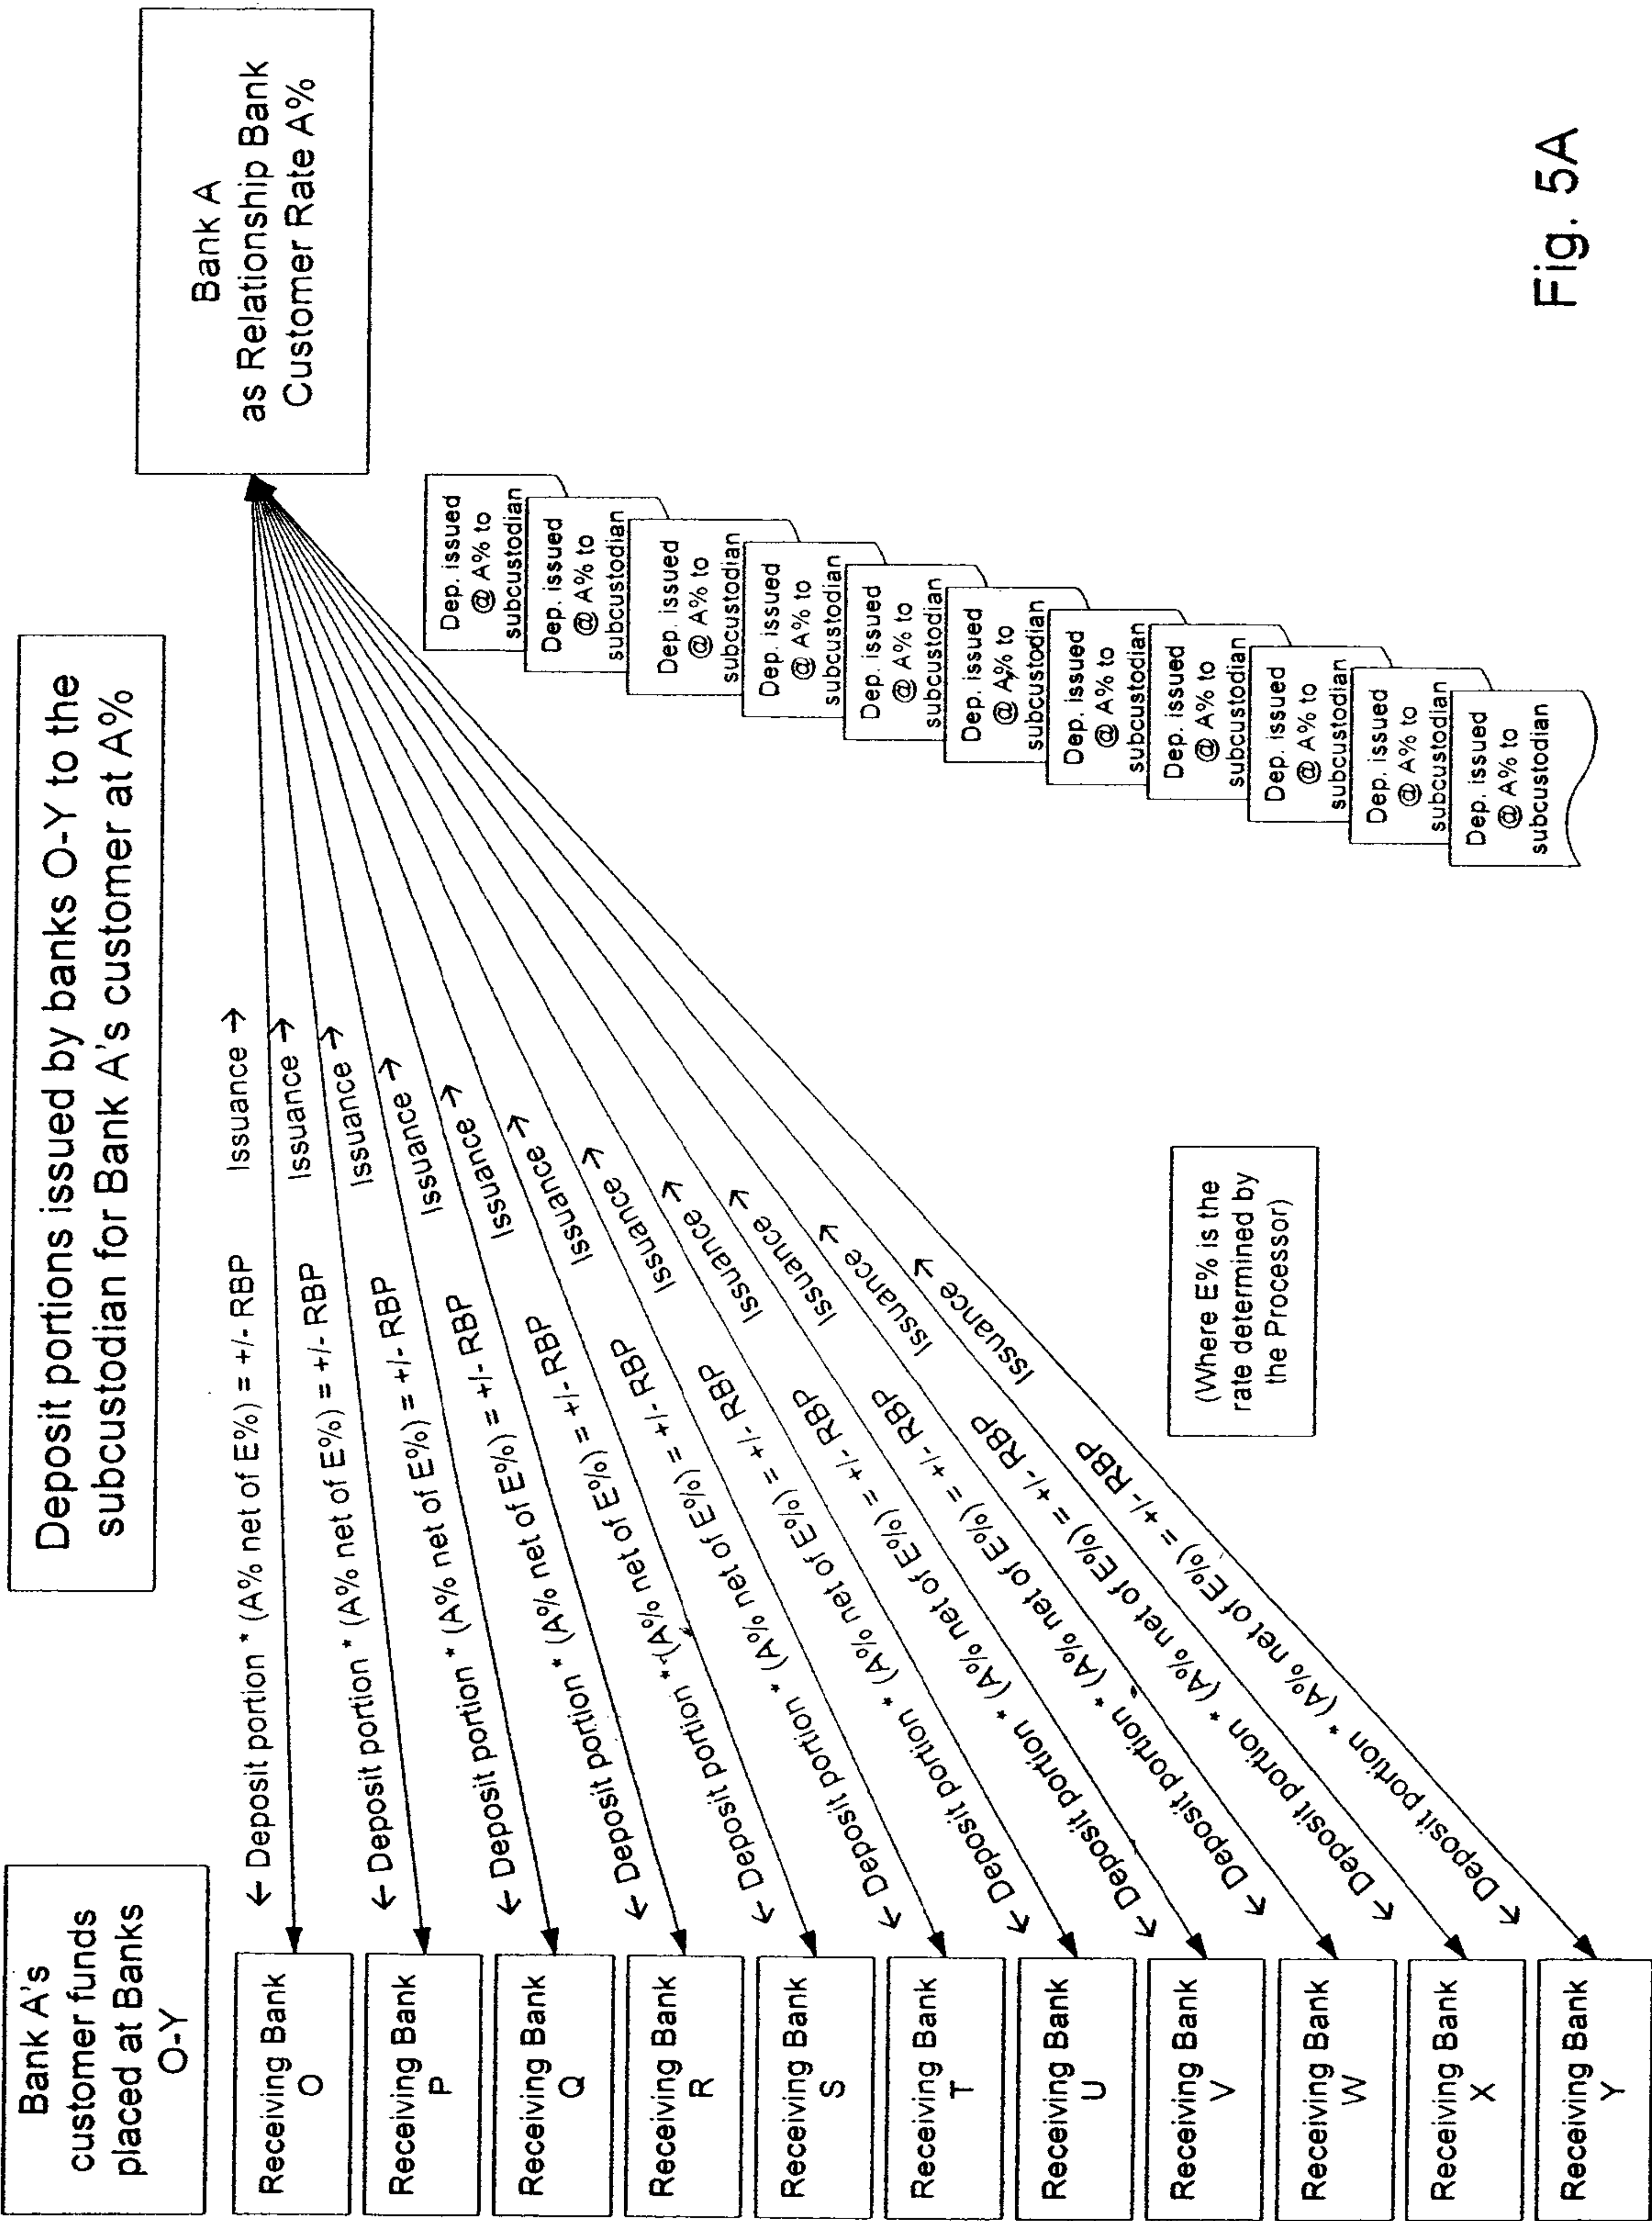 Bank A's
customer funds
placed at Banks
O-Y
Deposit portions issued by banks O-Y to the
subcustodian for Bank A's customer at A%
Bank A
as Relationship Bank
Customer Rate A%
Receiving Bank
O
Receiving Bank
P
Receiving Bank
Q
Receiving Bank
R
Receiving Bank
S
Receiving Bank
T
Receiving Bank
U
Receiving Bank
V
Receiving Bank
W
Receiving Bank
X
Receiving Bank
Y
← Deposit portion * (A% net of E%) = +/- RBP Issuance →
← Deposit portion * (A% net of E%) = +/- RBP Issuance →
← Deposit portion * (A% net of E%) = +/- RBP Issuance →
← Deposit portion * (A% net of E%) = +/- RBP Issuance →
← Deposit portion * (A% net of E%) = +/- RBP Issuance →
← Deposit portion * (A% net of E%) = +/- RBP Issuance →
← Deposit portion * (A% net of E%) = +/- RBP Issuance →
← Deposit portion * (A% net of E%) = +/- RBP Issuance →
← Deposit portion * (A% net of E%) = +/- RBP Issuance →
← Deposit portion * (A% net of E%) = +/- RBP Issuance →
← Deposit portion * (A% net of E%) = +/- RBP Issuance →
Dep. issued
@ A% to
subcustodian
Dep. issued
@ A% to
subcustodian
Dep. issued
@ A% to
subcustodian
Dep. issued
@ A% to
subcustodian
Dep. issued
@ A% to
subcustodian
Dep. issued
@ A% to
subcustodian
Dep. issued
@ A% to
subcustodian
Dep. issued
@ A% to
subcustodian
Dep. issued
@ A% to
subcustodian
Dep. issued
@ A% to
subcustodian
Dep. issued
@ A% to
subcustodian
(Where E% is the
rate determined by
the Processor)
Fig. 5A